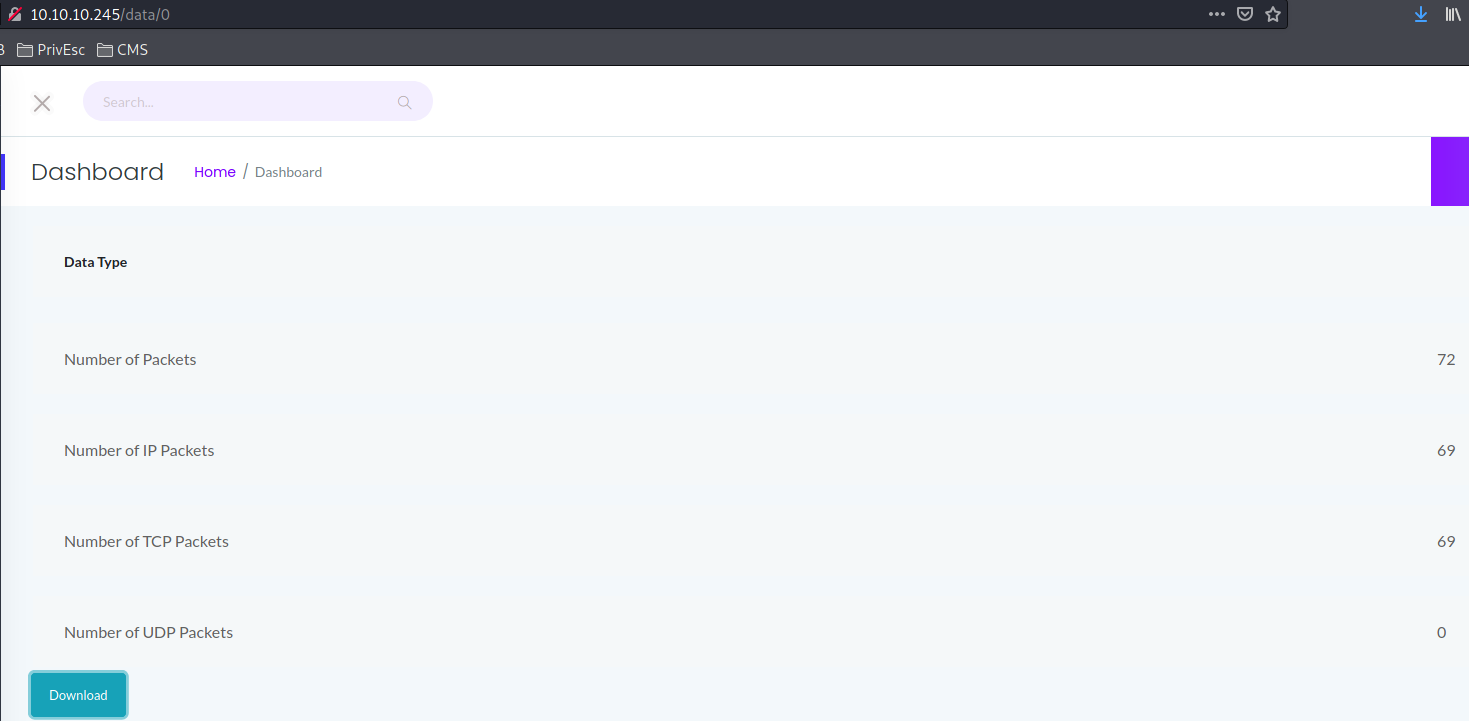 10.10.10.245/data/0
PrivEsc CMS
Search...
Dashboard Home / Dashboard
Data Type
Number of Packets 72
Number of IP Packets 69
Number of TCP Packets 69
Number of UDP Packets 0
Download